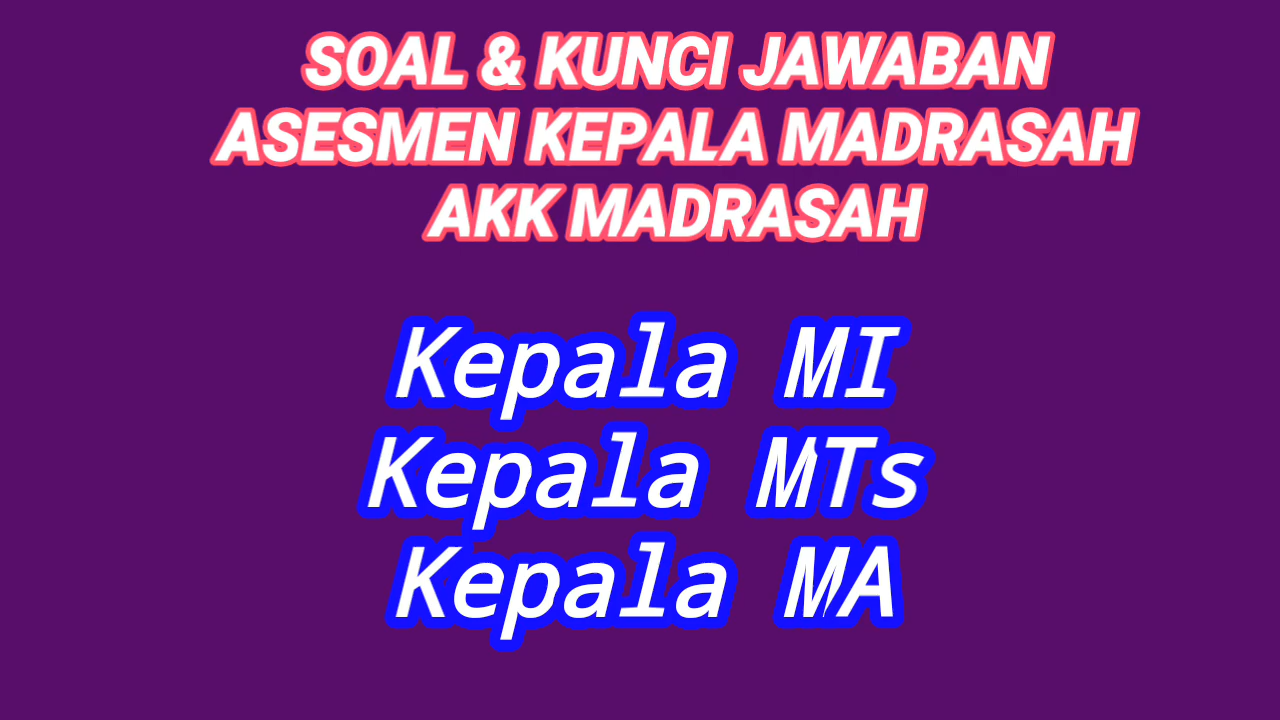 SOAL & KUNCI JAWABAN
ASESMEN KEPALA MADRASAH
AKK MADRASAH
Kepala MI
Kepala MTs
Kepala MA